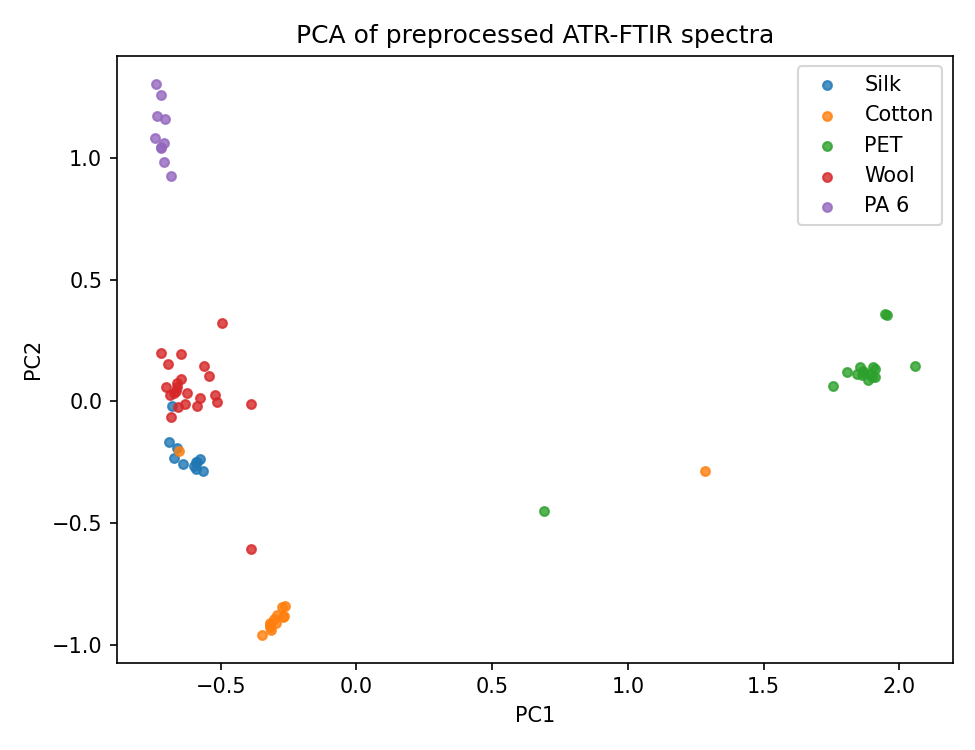 PCA of preprocessed ATR-FTIR spectra
Silk
Cotton
PET
Wool
PA 6
1.0
0.5
0.0
−0.5
−1.0
PC2
−0.5 0.0 0.5 1.0 1.5 2.0
PC1